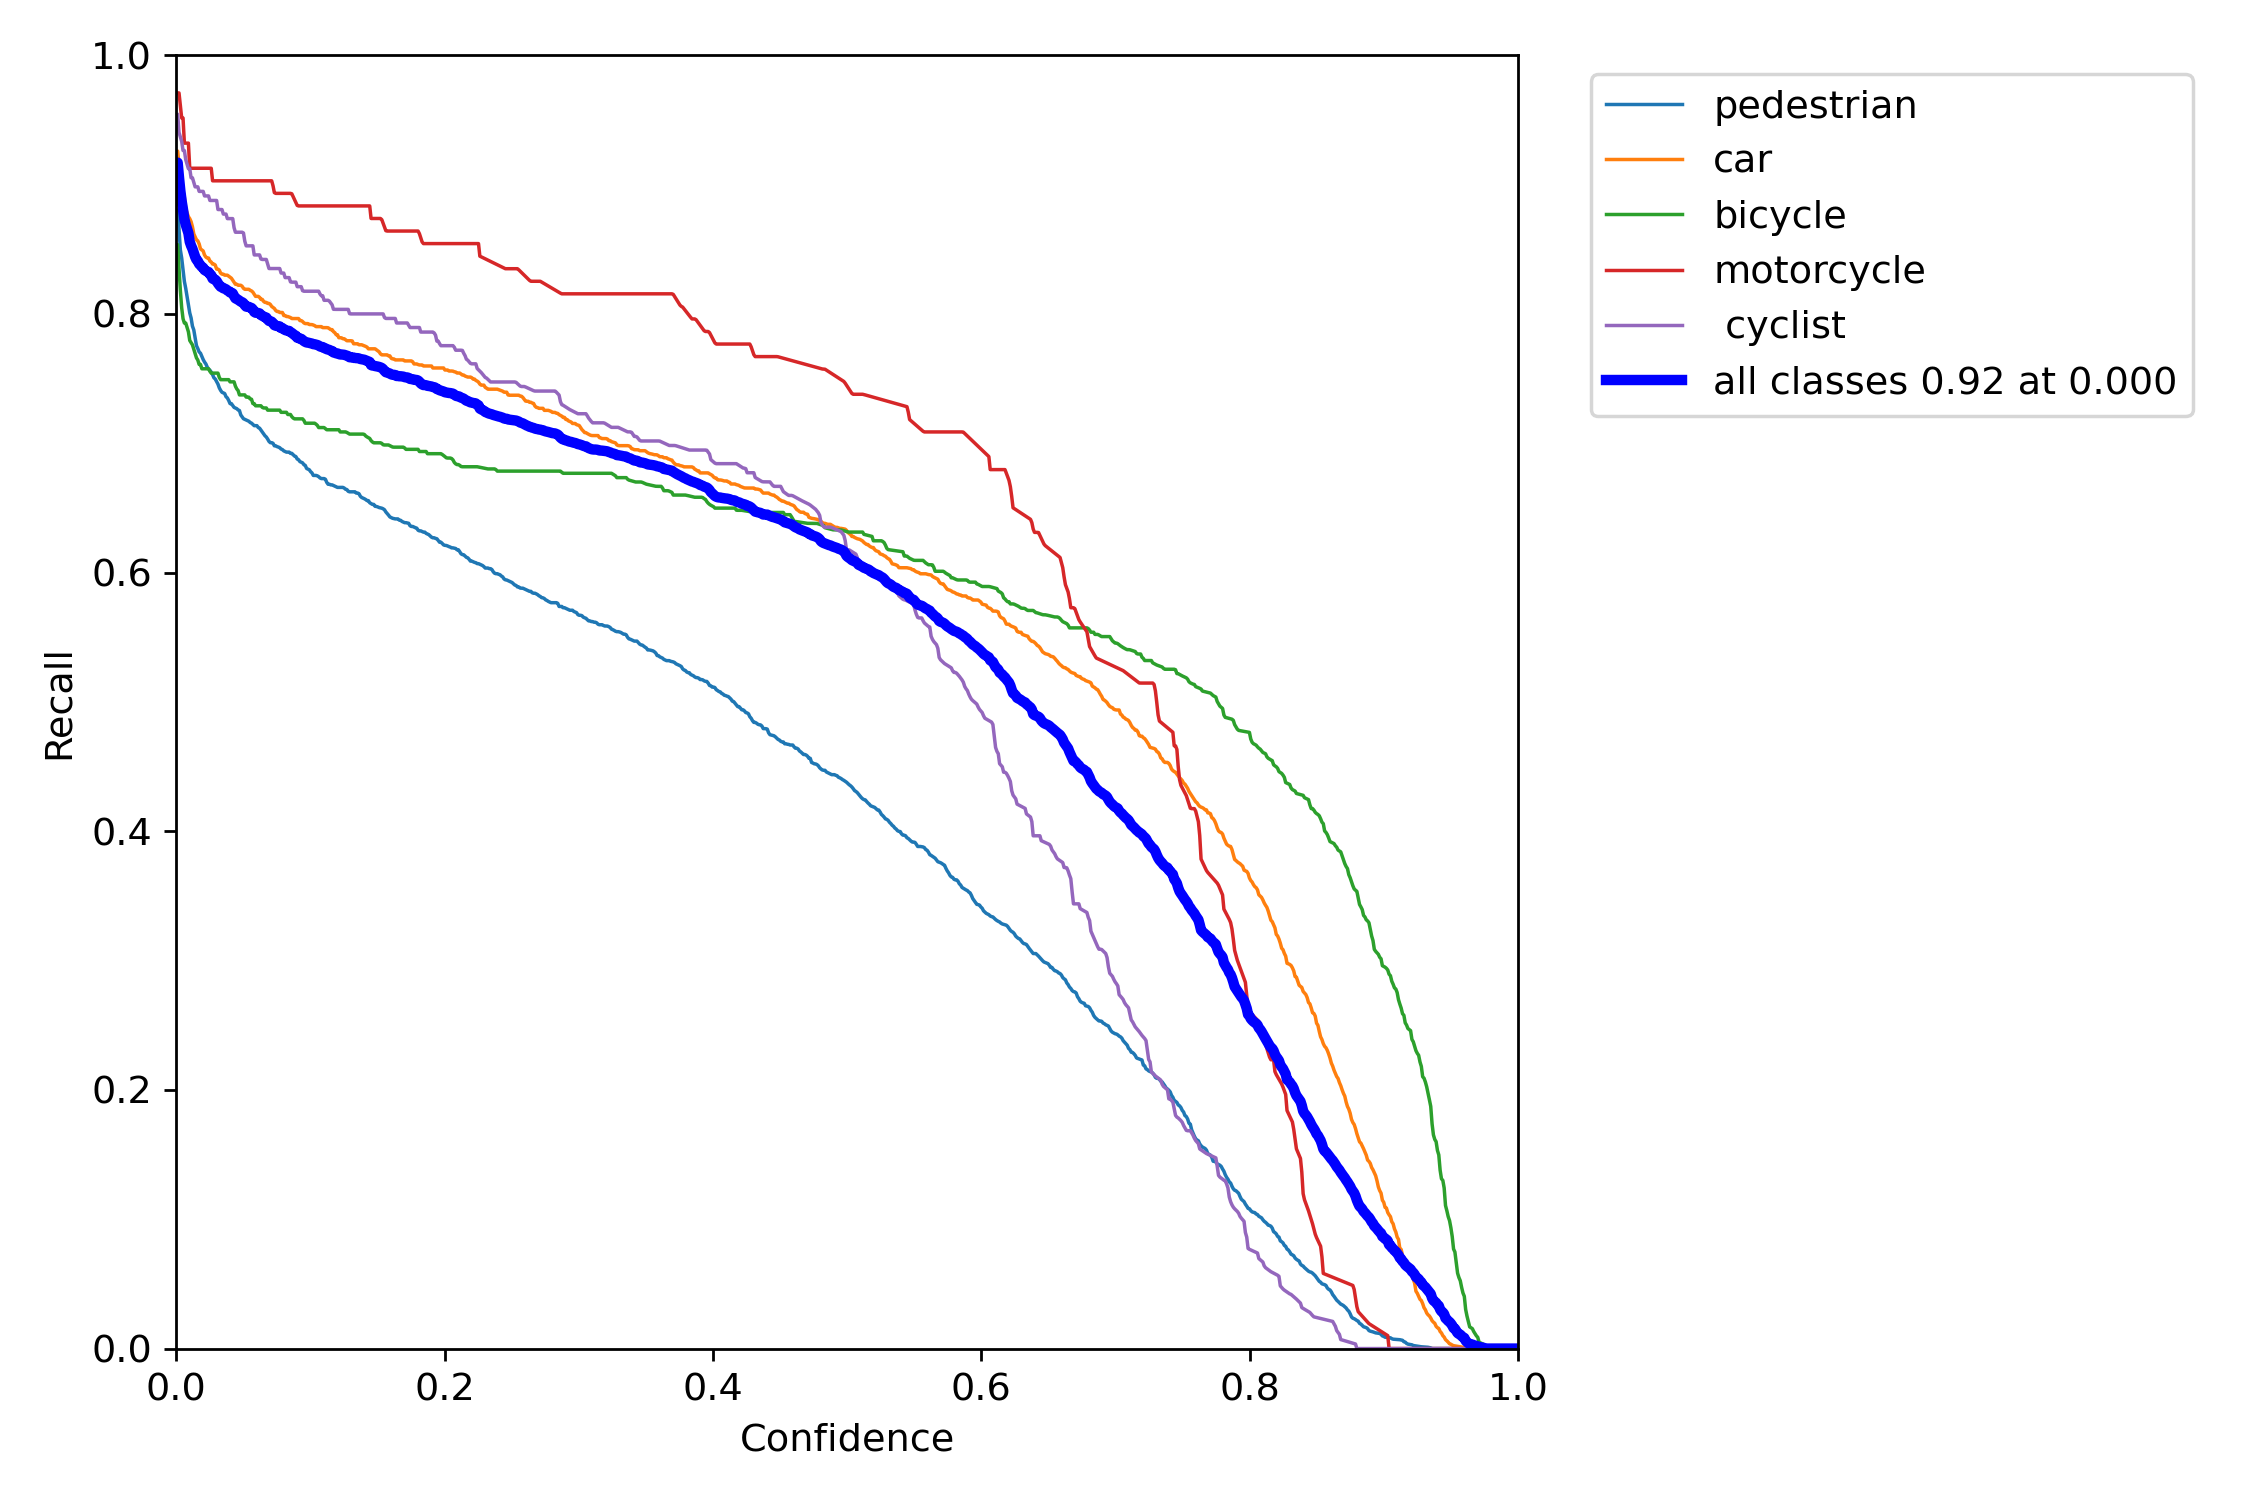 1.0
0.8
0.6
0.4
0.2
0.0
Recall
0.0 0.2 0.4 0.6 0.8 1.0
Confidence
pedestrian
car
bicycle
motorcycle
cyclist
all classes 0.92 at 0.000